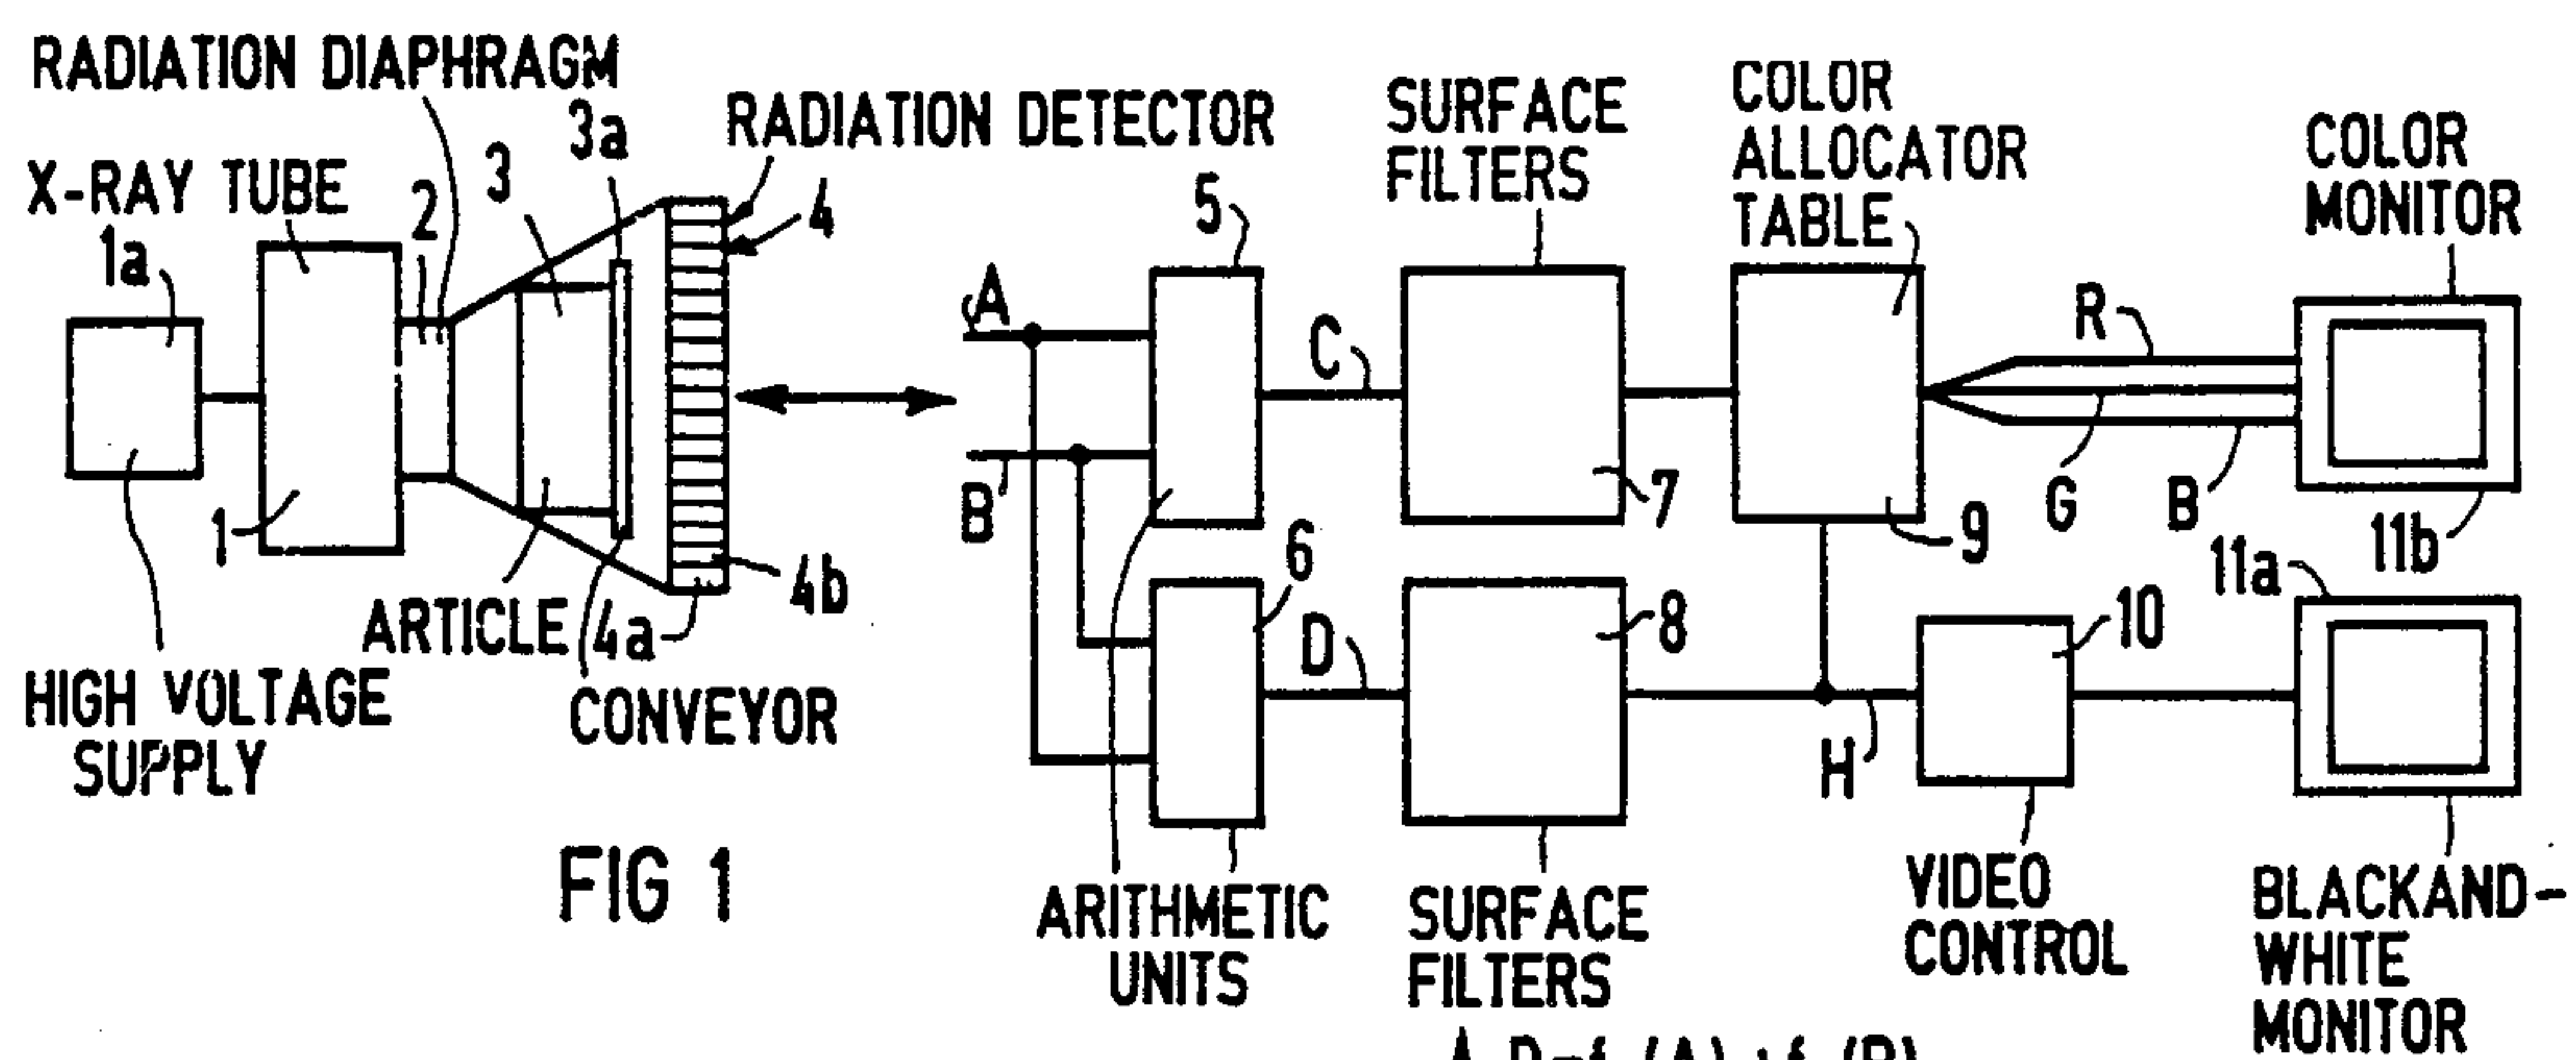 RADIATION DIAPHRAGM
X-RAY TUBE
1a
2
3
3a
RADIATION DETECTOR
4
1
ARTICLE
4a
4b
CONVEYOR
HIGH VOLTAGE
SUPPLY
FIG 1
A
B
5
SURFACE
FILTERS
COLOR
ALLOCATOR
TABLE
COLOR
MONITOR
C
7
9
R
G
B
11b
6
D
8
H
10
11a
ARITHMETIC
UNITS
SURFACE
FILTERS
VIDEO
CONTROL
BLACKAND-
WHITE
MONITOR